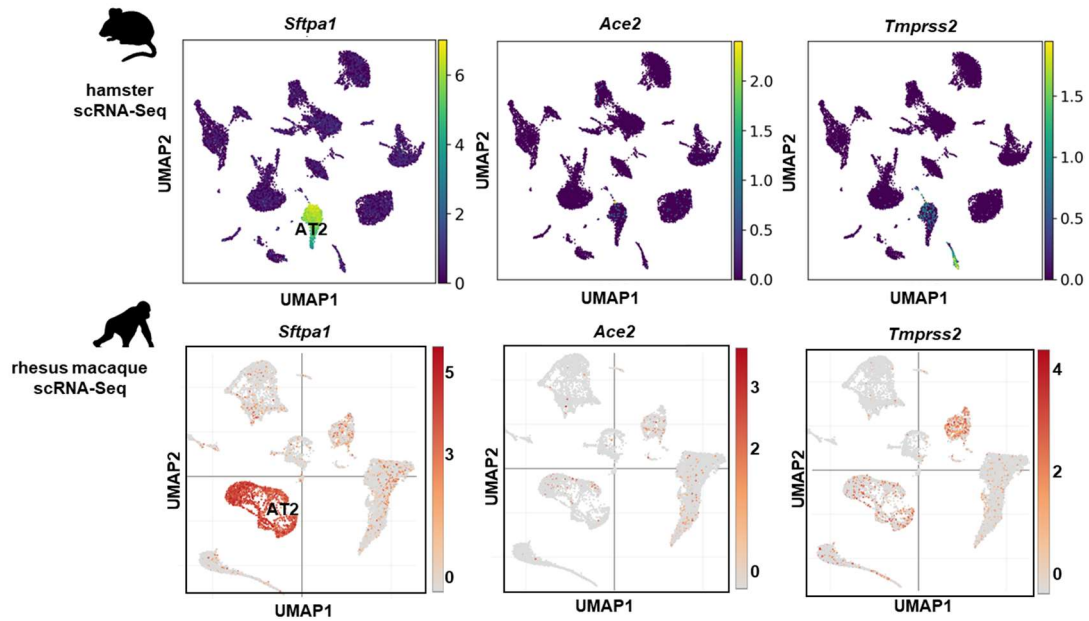 Sftpa1
Ace2
Tmprss2
hamster
scRNA-Seq
UMAP2
AT2
6
4
2
0
UMAP1
UMAP2
2.0
1.5
1.0
0.5
0.0
UMAP1
UMAP2
1.5
1.0
0.5
0.0
UMAP1
Sftpa1
Ace2
Tmprss2
rhesus macaque
scRNA-Seq
UMAP2
AT2
5
3
0
UMAP1
UMAP2
3
2
0
UMAP1
UMAP2
4
2
0
UMAP1